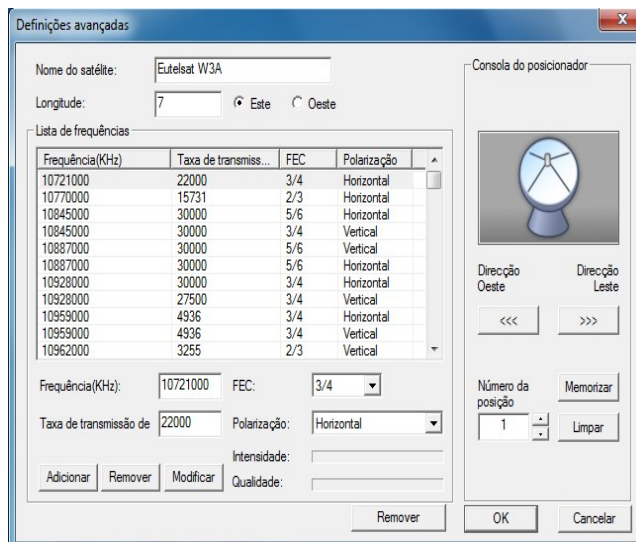 Definições avançadas
Nome do satélite: Eutelsat W3A
Longitude: 7 Este Oeste
Lista de frequências
Frequência(KHz) Taxa de transmiss... FEC Polarização
10721000 22000 3/4 Horizontal
10770000 15731 2/3 Horizontal
10845000 30000 5/6 Horizontal
10845000 30000 3/4 Vertical
10887000 30000 5/6 Vertical
10887000 30000 5/6 Horizontal
10928000 30000 3/4 Horizontal
10928000 27500 3/4 Vertical
10959000 4936 3/4 Horizontal
10959000 4936 3/4 Vertical
10962000 3255 2/3 Vertical
Frequência(KHz): 10721000 FEC: 3/4
Taxa de transmissão de 22000 Polarização: Horizontal
Intensidade:
Adicionar Remover Modificar Qualidade:
Remover
Consola do posicionador
Direcção Oeste
Direcção Leste
<<< >>>
Número da posição
1
Memorizar
Limpar
OK Cancelar